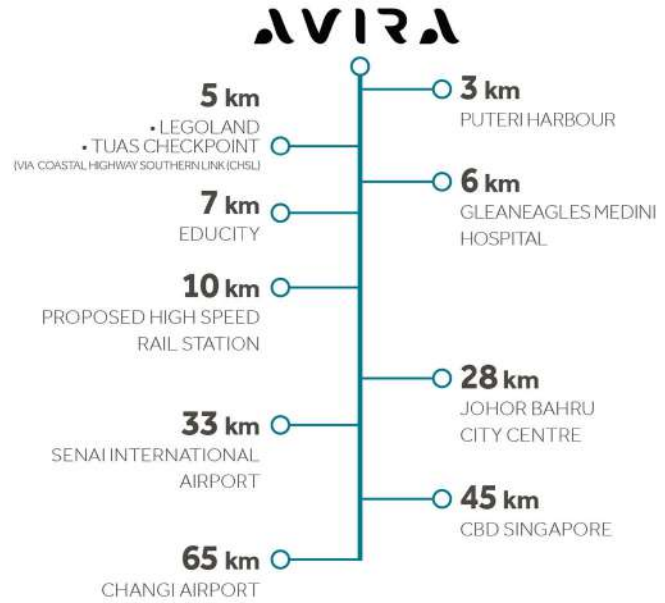 AVIRA
3 km
PUTERI HARBOUR
5 km
• LEGOLAND
• TUAS CHECKPOINT
(VIA COASTAL HIGHWAY SOUTHERN LINK (CHSL)
6 km
GLEANEAGLES MEDINI
HOSPITAL
7 km
EDUCITY
10 km
PROPOSED HIGH SPEED
RAIL STATION
28 km
JOHOR BAHRU
CITY CENTRE
33 km
SENAI INTERNATIONAL
AIRPORT
45 km
CBD SINGAPORE
65 km
CHANGI AIRPORT